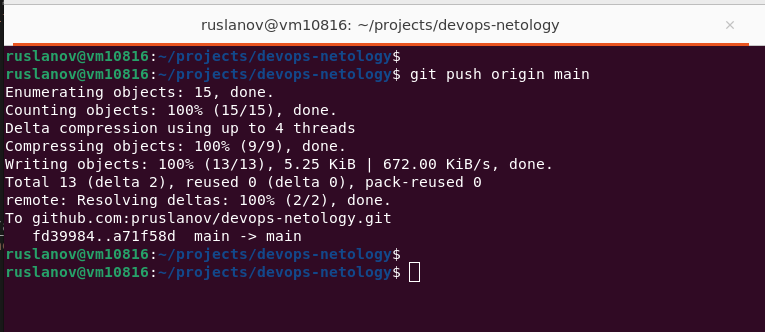 ruslanov@vm10816: ~/projects/devops-netology ×
ruslanov@vm10816:~/projects/devops-netology$
ruslanov@vm10816:~/projects/devops-netology$ git push origin main
Enumerating objects: 15, done.
Counting objects: 100% (15/15), done.
Delta compression using up to 4 threads
Compressing objects: 100% (9/9), done.
Writing objects: 100% (13/13), 5.25 KiB | 672.00 KiB/s, done.
Total 13 (delta 2), reused 0 (delta 0), pack-reused 0
remote: Resolving deltas: 100% (2/2), done.
To github.com:pruslanov/devops-netology.git
   fd39984..a71f58d  main -> main
ruslanov@vm10816:~/projects/devops-netology$
ruslanov@vm10816:~/projects/devops-netology$